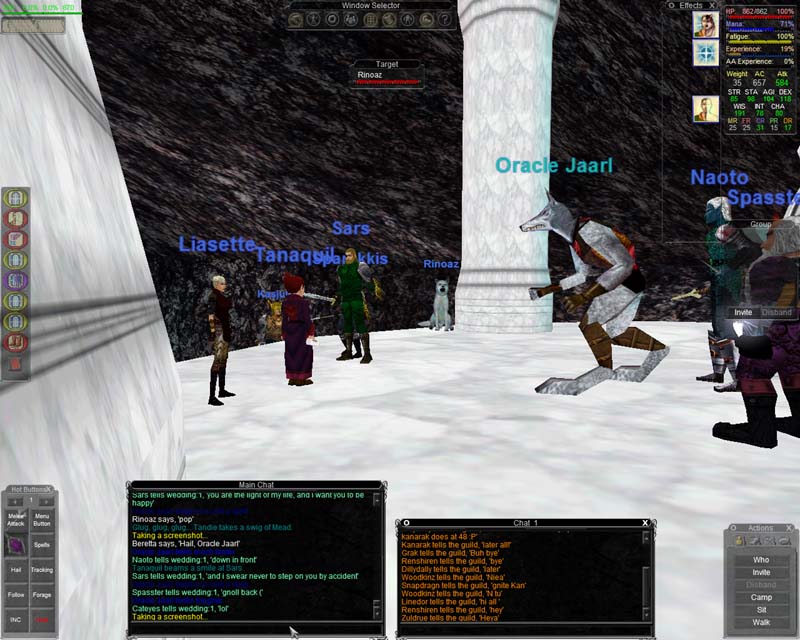 Window Selector
Target
Rinoaz
Effects
HP: 862/862 100%
Mana: 71%
Fatigue: 100%
Experience: 19%
AA Experience: 0%
Weight AC Atk
35 657 584
STR STA AGI DEX
85 98 104 118
WIS INT CHA
191 76 80
MR FR CR PR DR
25 25 31 15 17
Oracle Jaarl
Naoto
Sars
Liasette
Tanaquil
Rinoaz
Group
Invite Disband
Hot Buttons
1
Melee Attack
Menu Button
Spells
Hail
Tracking
Follow
Forage
INC
Main Chat
Sars tells wedding:1, 'you are the light of my life, and I want you to
happy'
Rinoaz says, 'pop'
Glug, glug, glug... Tandie takes a swig of Mead.
Taking a screenshot...
Beretta says, 'Hail, Oracle Jaarl'
Naoto tells wedding:1, 'down in front'
Tanaquil beams a smile at Sars.
Sars tells wedding:1, 'and i swear never to step on you by accident'
Spasster tells wedding:1, 'gnoll back ('
Cateyes tells wedding:1, 'lol'
Taking a screenshot...
Chat 1
kanarak does at 48 :P'
Kanarak tells the guild, 'later all!'
Grak tells the guild, 'Buh bye'
Renshiren tells the guild, 'bye'
Dillydally tells the guild, 'later'
Woodkinz tells the guild, 'Niea'
Snapdragn tells the guild, 'gnite Kan'
Woodkinz tells the guild, 'N tu'
Linedor tells the guild, 'hi all '
Renshiren tells the guild, 'hey'
Zuldrue tells the guild, 'Heya'
Actions
Who
Invite
Disband
Camp
Sit
Walk